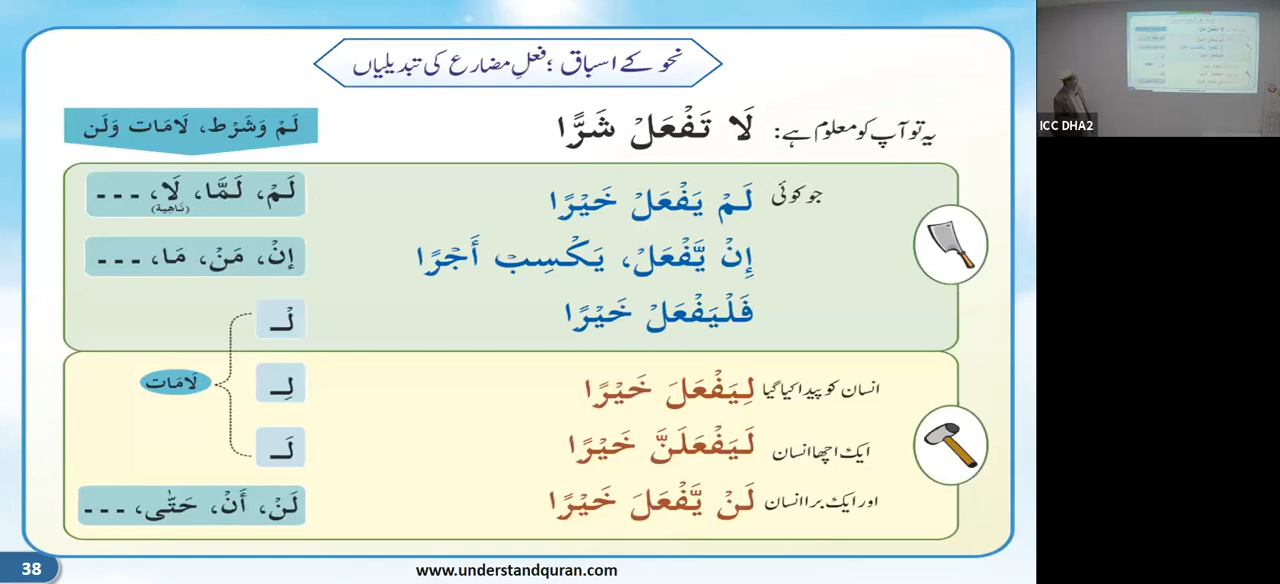 نحو کے اسباق ؛ فعلِ مضارع کی تبدیلیاں
یہ تو آپ کو معلوم ہے: لَا تَفْعَلْ شَرًّا
لَمْ وَشَرْط، لَامَات وَلَن
جو کوئی لَمْ يَفْعَلْ خَيْرًا
لَمْ، لَمَّا، لَا، ---
(نَاهِية)
إِنْ يَّفْعَلْ، يَكْسِبْ أَجْرًا
إِنْ، مَنْ، مَا، ---
فَلْيَفْعَلْ خَيْرًا
لْـ
لَامَات
انسان کو پیدا کیا گیا لِيَفْعَلَ خَيْرًا
لِـ
ایک اچھا انسان لَيَفْعَلَنَّ خَيْرًا
لَـ
اور ایک برا انسان لَنْ يَّفْعَلَ خَيْرًا
لَنْ، أَنْ، حَتّٰى، ---
38
www.understandquran.com
ICC DHA2